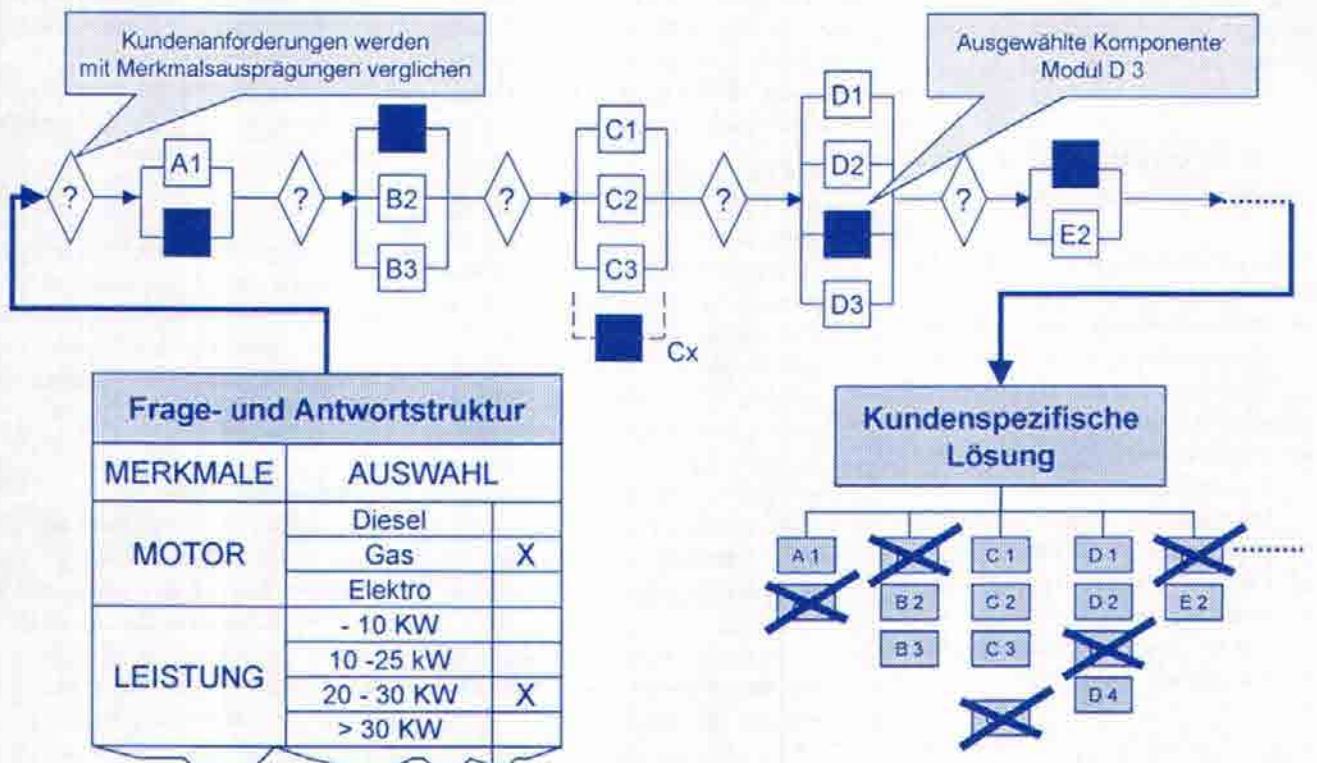 Kundenanforderungen werden
mit Merkmalsausprägungen verglichen
Ausgewählte Komponente
Modul D 3
?
A1
?
B2
B3
?
C1
C2
C3
Cx
?
D1
D2
D3
?
E2
Frage- und Antwortstruktur
MERKMALE AUSWAHL
MOTOR
Diesel
Gas X
Elektro
LEISTUNG
- 10 KW
10 -25 kW
20 - 30 KW X
> 30 KW
Kundenspezifische
Lösung
A 1 C 1 D 1
B 2 C 2 D 2 E 2
B 3 C 3
D 4